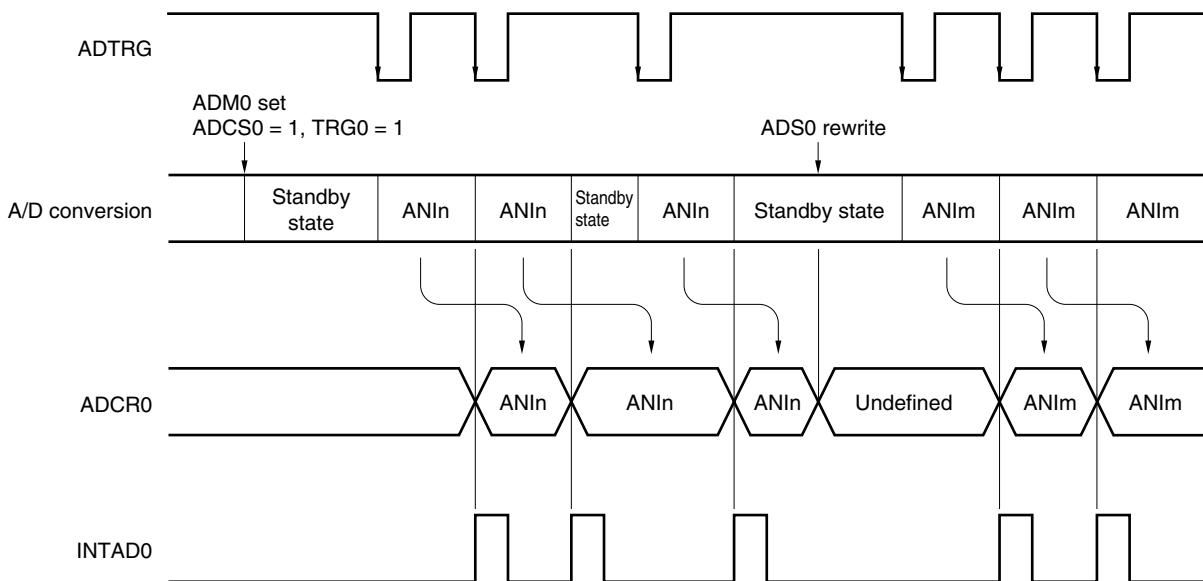 ADTRG
ADM0 set
ADCS0 = 1, TRG0 = 1
ADS0 rewrite
A/D conversion
Standby state
ANIn
ANIn
Standby state
ANIn
Standby state
ANIm
ANIm
ANIm
ADCR0
ANIn
ANIn
ANIn
Undefined
ANIm
ANIm
INTAD0